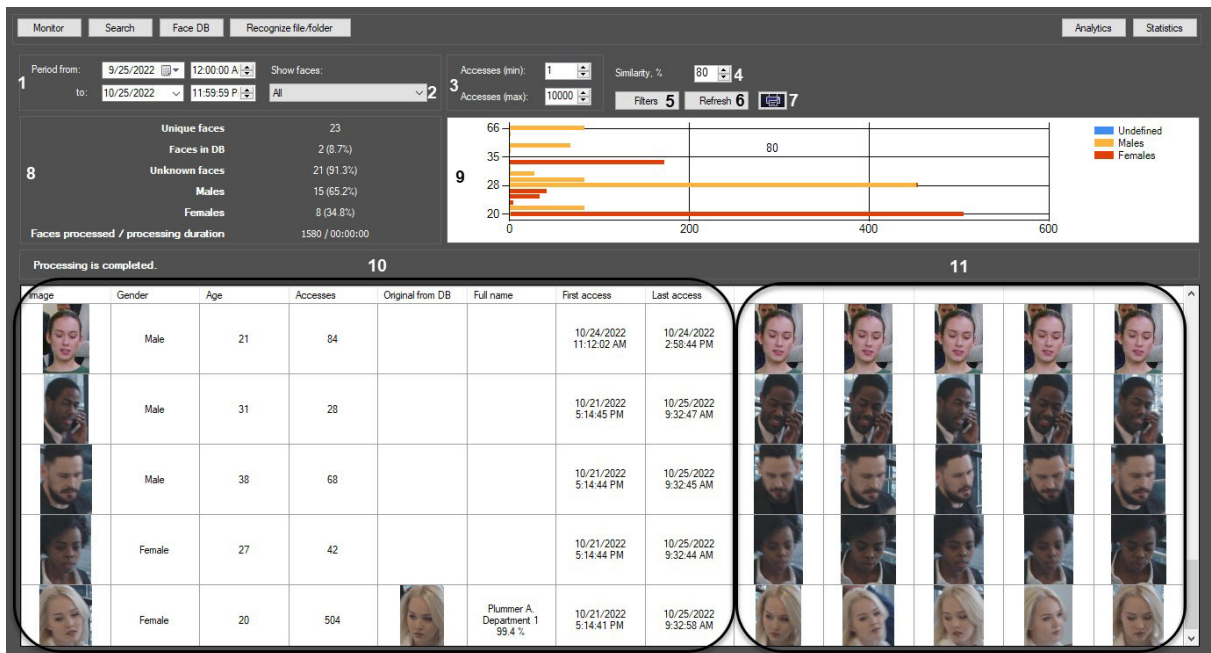 Monitor Search Face DB Recognize file/folder Analytics Statistics
1 Period from: 9/25/2022 12:00:00 A Show faces:
to: 10/25/2022 11:59:59 P All 2
3 Accesses (min): 1 Similarity, % 80 4
Accesses (max): 10000 Filters 5 Refresh 6 7
8
Unique faces 23
Faces in DB 2 (8.7%)
Unknown faces 21 (91.3%)
Males 15 (65.2%)
Females 8 (34.8%)
Faces processed / processing duration 1580 / 00:00:00
9
66
35
28
20
0 200 400 600
80
Undefined
Males
Females
Processing is completed. 10 11
Image Gender Age Accesses Original from DB Full name First access Last access
Male 21 84 10/24/2022 11:12:02 AM 10/24/2022 2:58:44 PM
Male 31 28 10/21/2022 5:14:45 PM 10/25/2022 9:32:47 AM
Male 38 68 10/21/2022 5:14:44 PM 10/25/2022 9:32:45 AM
Female 27 42 10/21/2022 5:14:44 PM 10/25/2022 9:32:44 AM
Female 20 504 Plummer A. Department 1 99.4 % 10/21/2022 5:14:41 PM 10/25/2022 9:32:58 AM